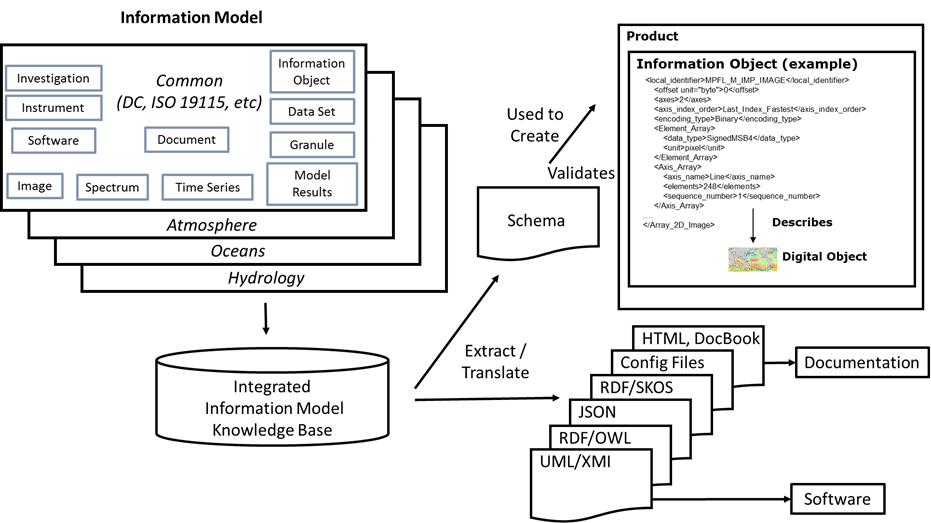 Information Model
Investigation
Instrument
Software
Common
(DC, ISO 19115, etc)
Document
Information
Object
Data Set
Granule
Model
Results
Image
Spectrum
Time Series
Atmosphere
Oceans
Hydrology
Integrated
Information Model
Knowledge Base
Extract /
Translate
Schema
Used to
Create
Validates
Product
Information Object (example)
<local_identifier>MPFL_M_IMP_IMAGE</local_identifier>
<offset unit="byte">0</offset>
<axes>2</axes>
<axis_index_order>Last_Index_Fastest</axis_index_order>
<encoding_type>Binary</encoding_type>
<Element_Array>
<data_type>SignedMSB4</data_type>
<unit>pixel</unit>
</Element_Array>
<Axis_Array>
<axis_name>Line</axis_name>
<elements>248</elements>
<sequence_number>1</sequence_number>
</Axis_Array>
....
</Array_2D_Image>
Describes
Digital Object
HTML, DocBook
Config Files
RDF/SKOS
JSON
RDF/OWL
UML/XMI
Documentation
Software